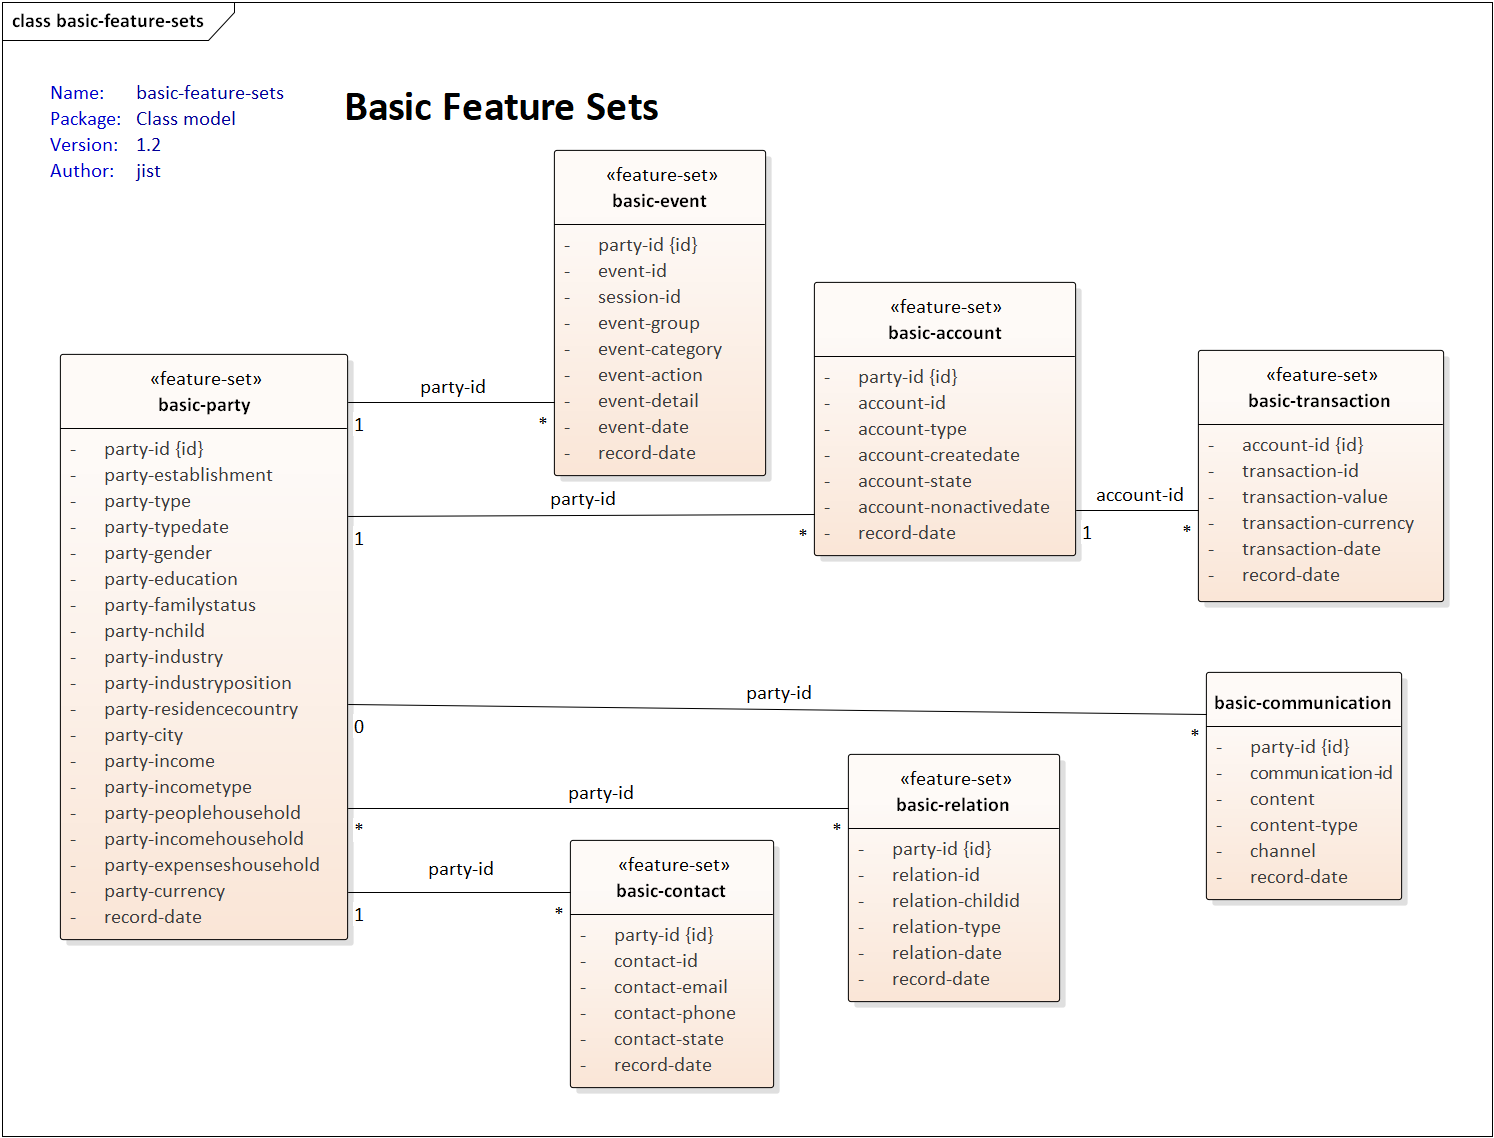 class basic-feature-sets
Name: basic-feature-sets
Package: Class model
Version: 1.2
Author: jist
Basic Feature Sets
«feature-set»
basic-event
- party-id {id}
- event-id
- session-id
- event-group
- event-category
- event-action
- event-detail
- event-date
- record-date
«feature-set»
basic-account
- party-id {id}
- account-id
- account-type
- account-createdate
- account-state
- account-nonactivedate
- record-date
«feature-set»
basic-transaction
- account-id {id}
- transaction-id
- transaction-value
- transaction-currency
- transaction-date
- record-date
«feature-set»
basic-party
- party-id {id}
- party-establishment
- party-type
- party-typedate
- party-gender
- party-education
- party-familystatus
- party-nchild
- party-industry
- party-industryposition
- party-residencecountry
- party-city
- party-income
- party-incometype
- party-peoplehousehold
- party-incomehousehold
- party-expenseshousehold
- party-currency
- record-date
party-id
1 *
party-id
1 *
account-id
1 *
party-id
0 *
party-id
* *
party-id
1 *
basic-communication
- party-id {id}
- communication-id
- content
- content-type
- channel
- record-date
«feature-set»
basic-relation
- party-id {id}
- relation-id
- relation-childid
- relation-type
- relation-date
- record-date
«feature-set»
basic-contact
- party-id {id}
- contact-id
- contact-email
- contact-phone
- contact-state
- record-date